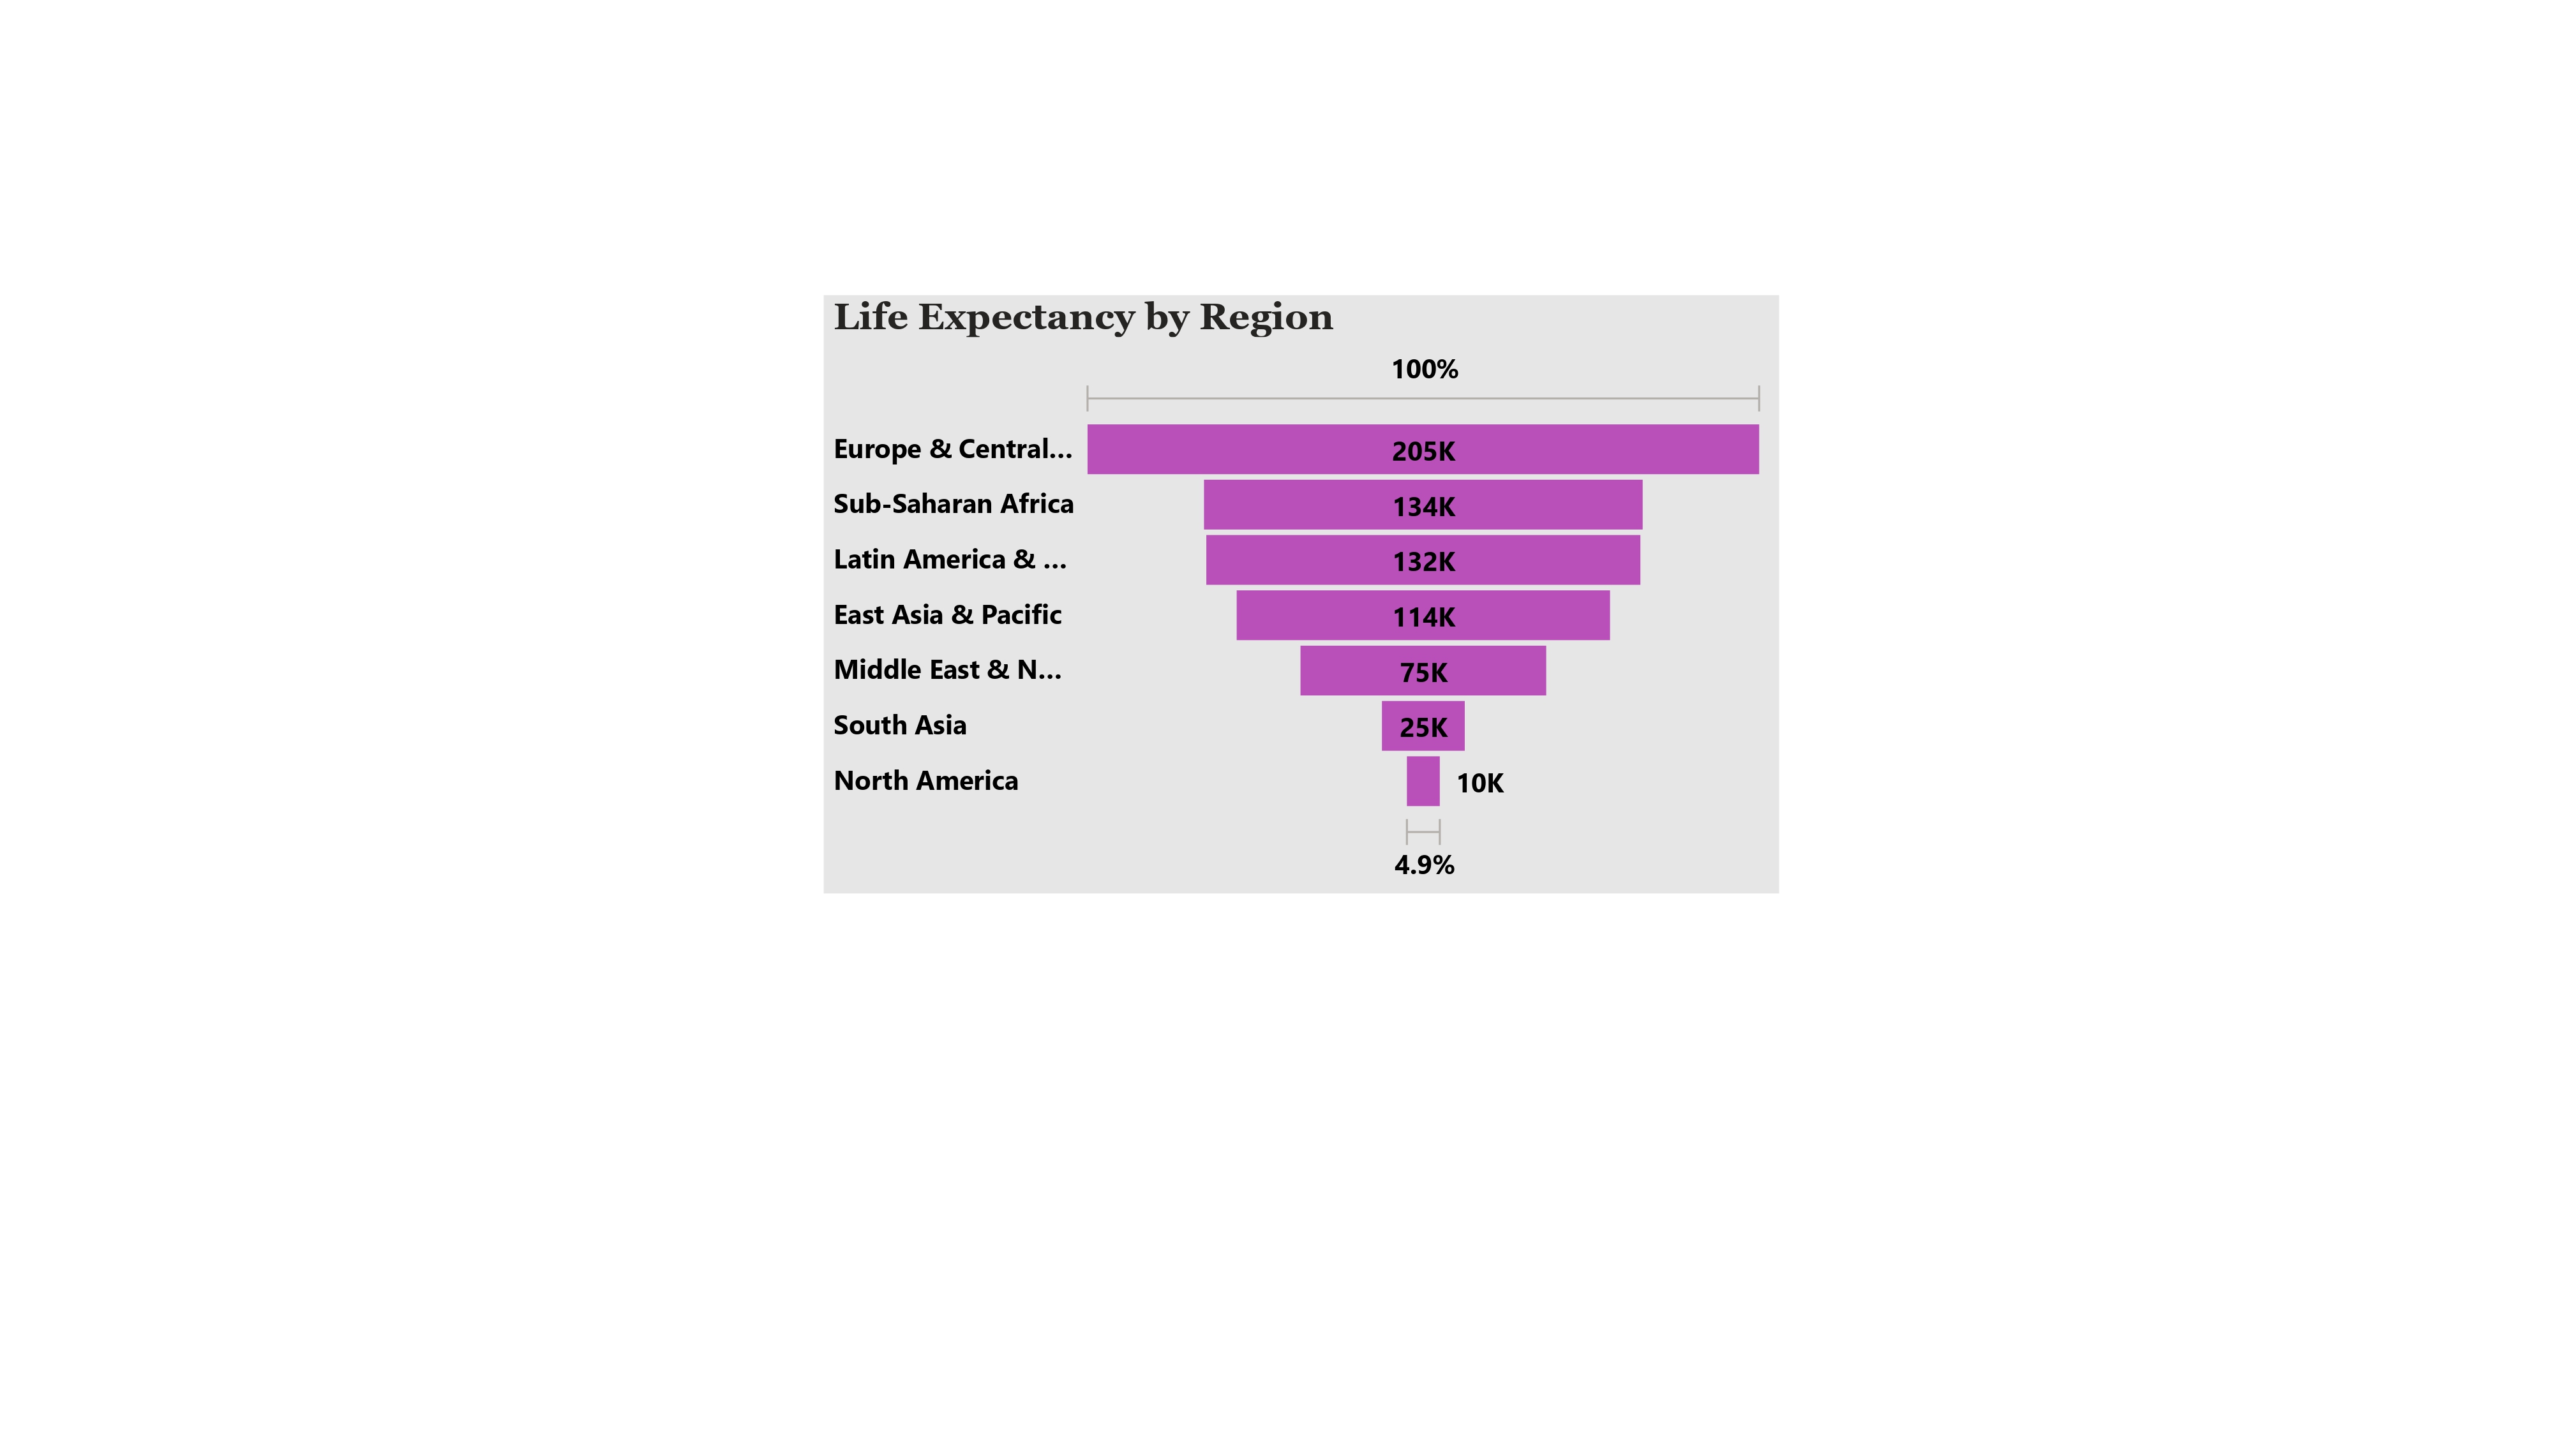 Life Expectancy by Region
100%
Europe & Central... 205K
Sub-Saharan Africa 134K
Latin America & ... 132K
East Asia & Pacific 114K
Middle East & N... 75K
South Asia 25K
North America 10K
4.9%